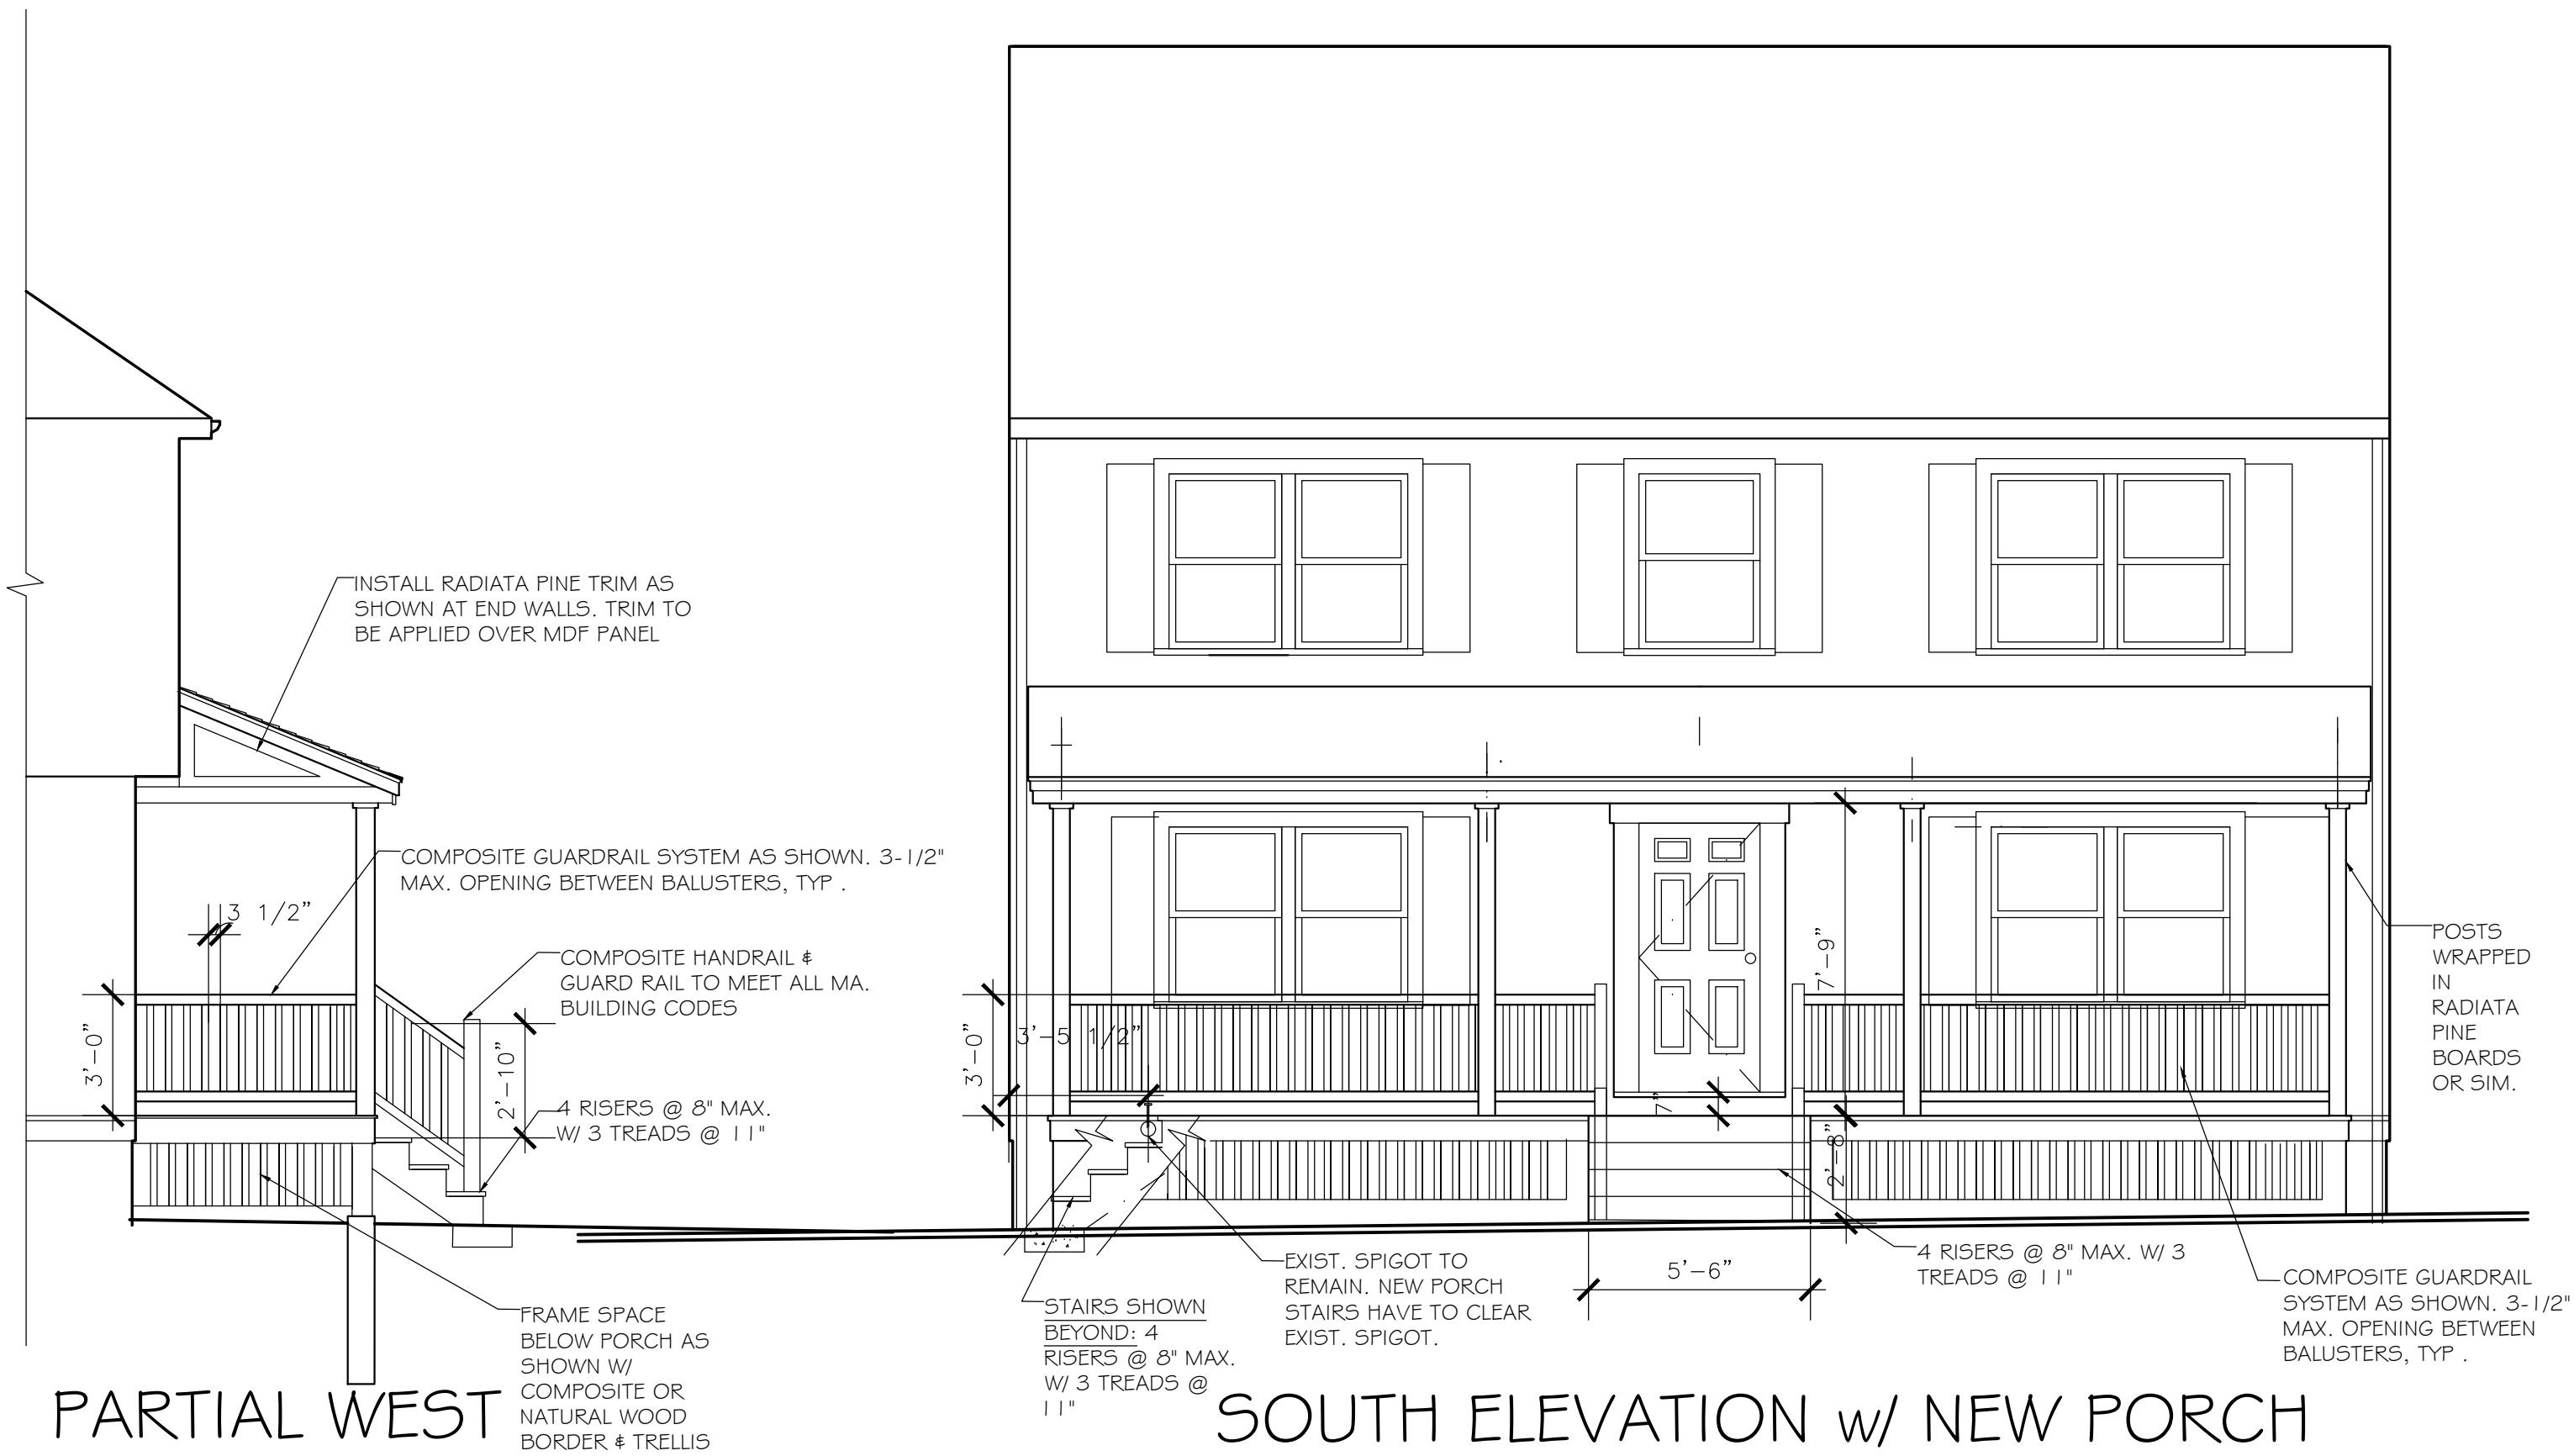 INSTALL RADIATA PINE TRIM AS
SHOWN AT END WALLS. TRIM TO
BE APPLIED OVER MDF PANEL
COMPOSITE GUARDRAIL SYSTEM AS SHOWN. 3-1/2"
MAX. OPENING BETWEEN BALUSTERS, TYP .
3 1/2”
COMPOSITE HANDRAIL &
GUARD RAIL TO MEET ALL MA.
BUILDING CODES
3’-0”
2’-10”
4 RISERS @ 8" MAX.
W/ 3 TREADS @ 11"
FRAME SPACE
BELOW PORCH AS
SHOWN W/
COMPOSITE OR
NATURAL WOOD
BORDER & TRELLIS
PARTIAL WEST
3’-0”
3’-5 1/2”
7’-9”
7”
2’-8”
POSTS
WRAPPED
IN
RADIATA
PINE
BOARDS
OR SIM.
STAIRS SHOWN
BEYOND: 4
RISERS @ 8" MAX.
W/ 3 TREADS @
11"
EXIST. SPIGOT TO
REMAIN. NEW PORCH
STAIRS HAVE TO CLEAR
EXIST. SPIGOT.
5’-6”
4 RISERS @ 8" MAX. W/ 3
TREADS @ 11"
COMPOSITE GUARDRAIL
SYSTEM AS SHOWN. 3-1/2"
MAX. OPENING BETWEEN
BALUSTERS, TYP .
SOUTH ELEVATION w/ NEW PORCH